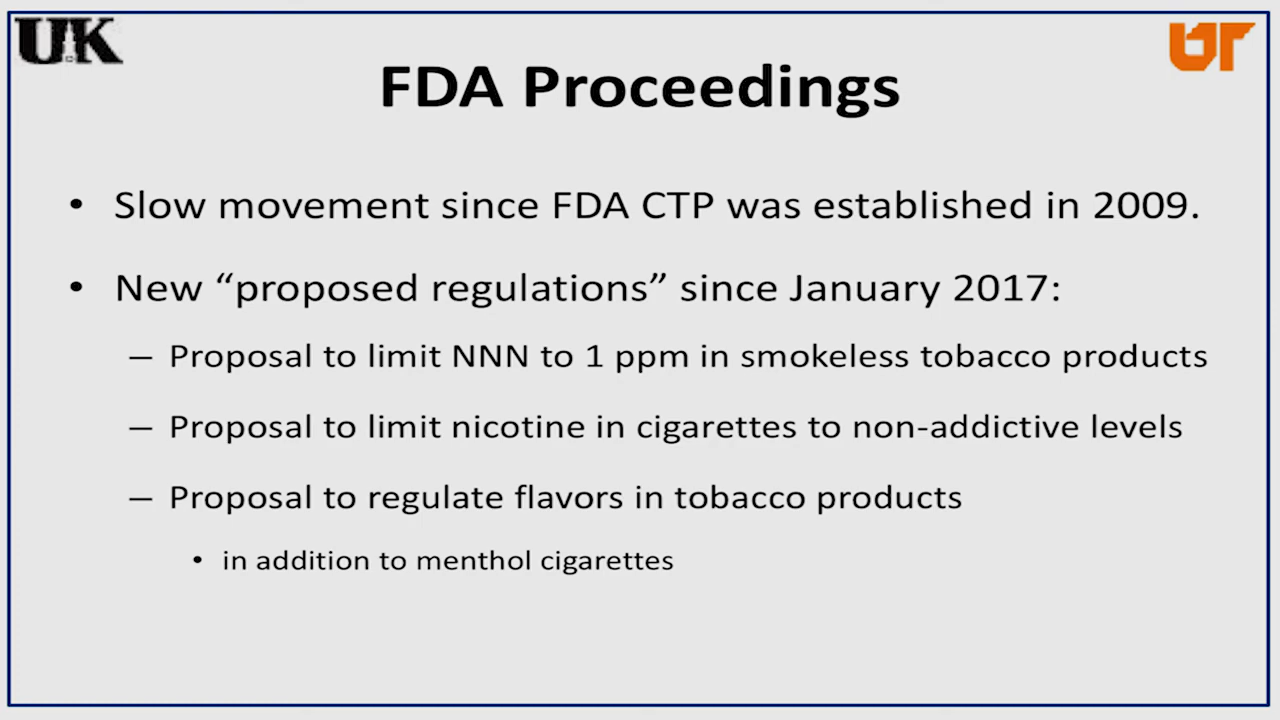 UK
UT
FDA Proceedings
• Slow movement since FDA CTP was established in 2009.
• New “proposed regulations” since January 2017:
– Proposal to limit NNN to 1 ppm in smokeless tobacco products
– Proposal to limit nicotine in cigarettes to non-addictive levels
– Proposal to regulate flavors in tobacco products
• in addition to menthol cigarettes